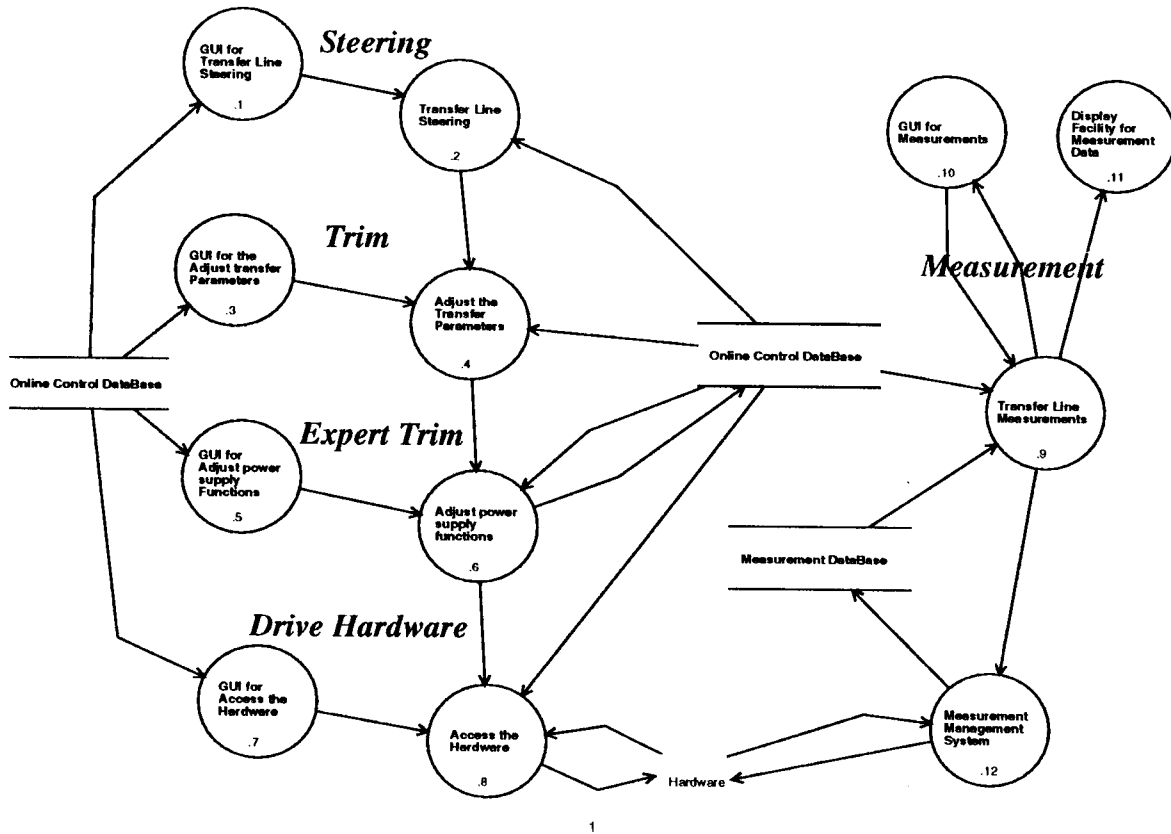 Steering
GUI for
Transfer Line
Steering
.1
Transfer Line
Steering
.2
Trim
GUI for the
Adjust transfer
Parameters
.3
Adjust the
Transfer
Parameters
.4
Online Control DataBase
Expert Trim
GUI for
Adjust power
supply
Functions
.5
Adjust power
supply
functions
.6
Drive Hardware
GUI for
Access the
Hardware
.7
Access the
Hardware
.8
Hardware
Online Control DataBase
GUI for
Measurements
.10
Display
Facility for
Measurement
Data
.11
Measurement
Transfer Line
Measurements
.9
Measurement DataBase
Measurement
Management
System
.12
1